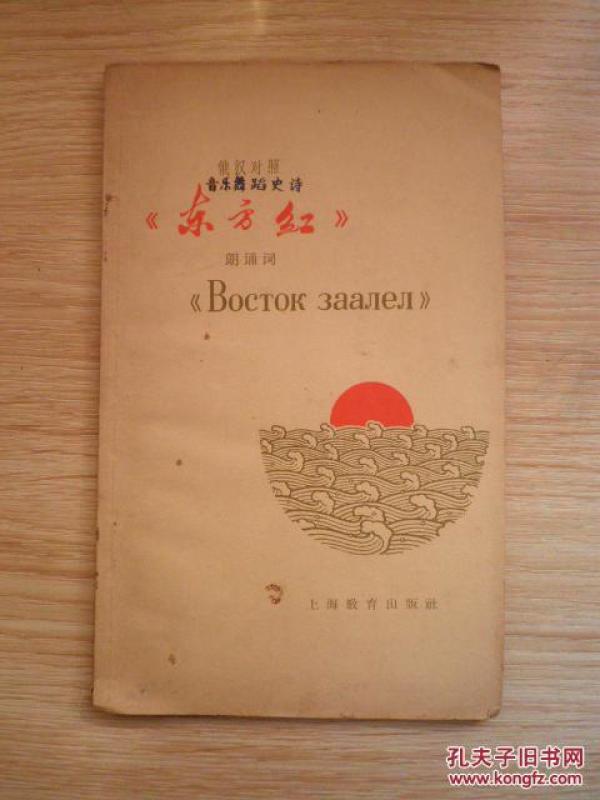 俄汉对照
音乐舞蹈史诗
《东方红》
朗诵词
《Восток заалел》
上海教育出版社
孔夫子旧书网
www.kongfz.com